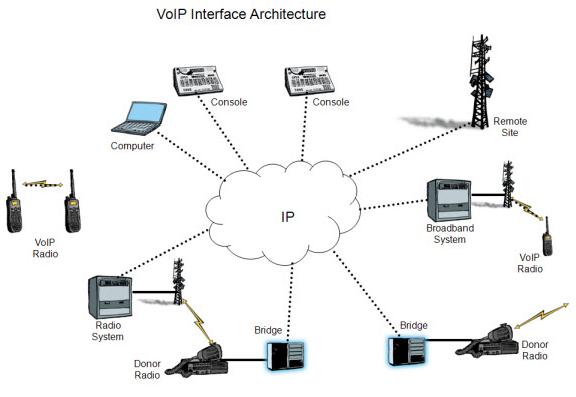 VoIP Interface Architecture
Console
Console
Computer
Remote
Site
IP
VoIP
Radio
Broadband
System
VoIP
Radio
Radio
System
Bridge
Donor
Radio
Bridge
Donor
Radio